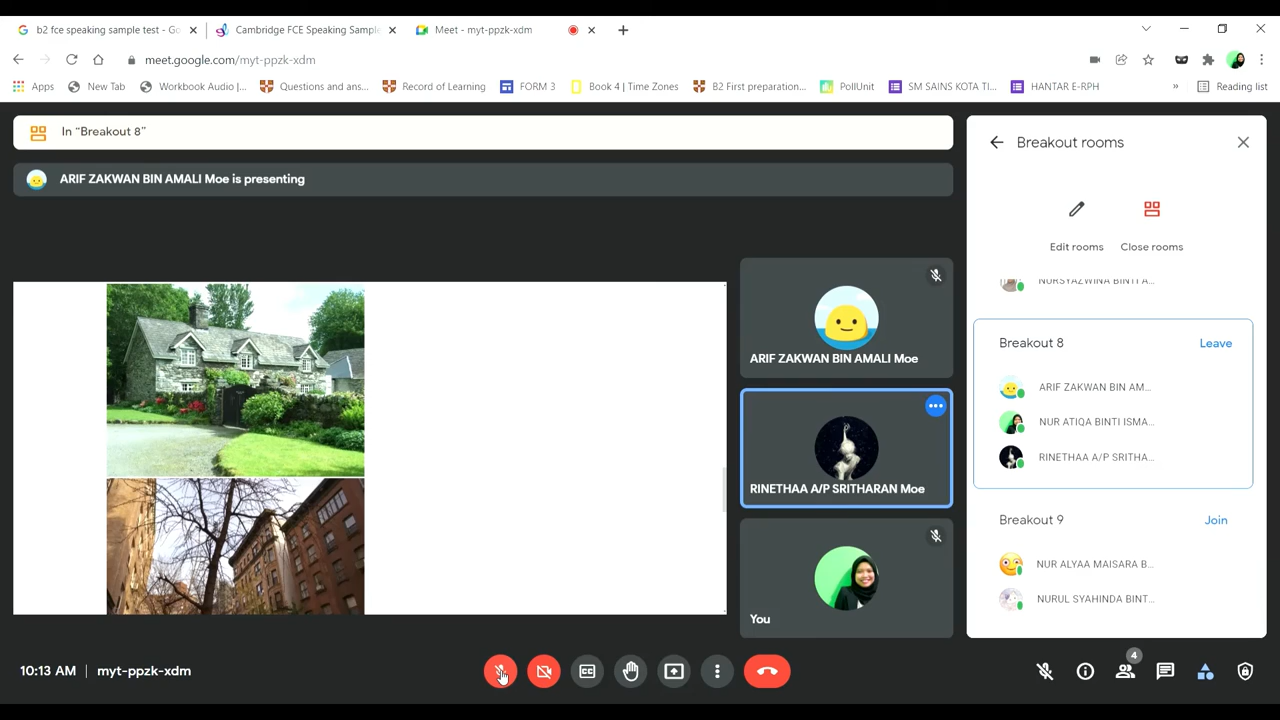 b2 fce speaking sample test - Go
Cambridge FCE Speaking Sample
Meet - myt-ppzk-xdm
meet.google.com/myt-ppzk-xdm
Apps
New Tab
Workbook Audio |...
Questions and ans...
Record of Learning
FORM 3
Book 4 | Time Zones
B2 First preparation...
PollUnit
SM SAINS KOTA TI...
HANTAR E-RPH
»
Reading list
In "Breakout 8"
ARIF ZAKWAN BIN AMALI Moe is presenting
ARIF ZAKWAN BIN AMALI Moe
RINETHAA A/P SRITHARAN Moe
You
Breakout rooms
Edit rooms
Close rooms
NURSYAZWINA BINTI A...
Breakout 8
Leave
ARIF ZAKWAN BIN AM...
NUR ATIQA BINTI ISMA...
RINETHAA A/P SRITHA...
Breakout 9
Join
NUR ALYAA MAISARA B...
NURUL SYAHINDA BINT...
10:13 AM | myt-ppzk-xdm
4